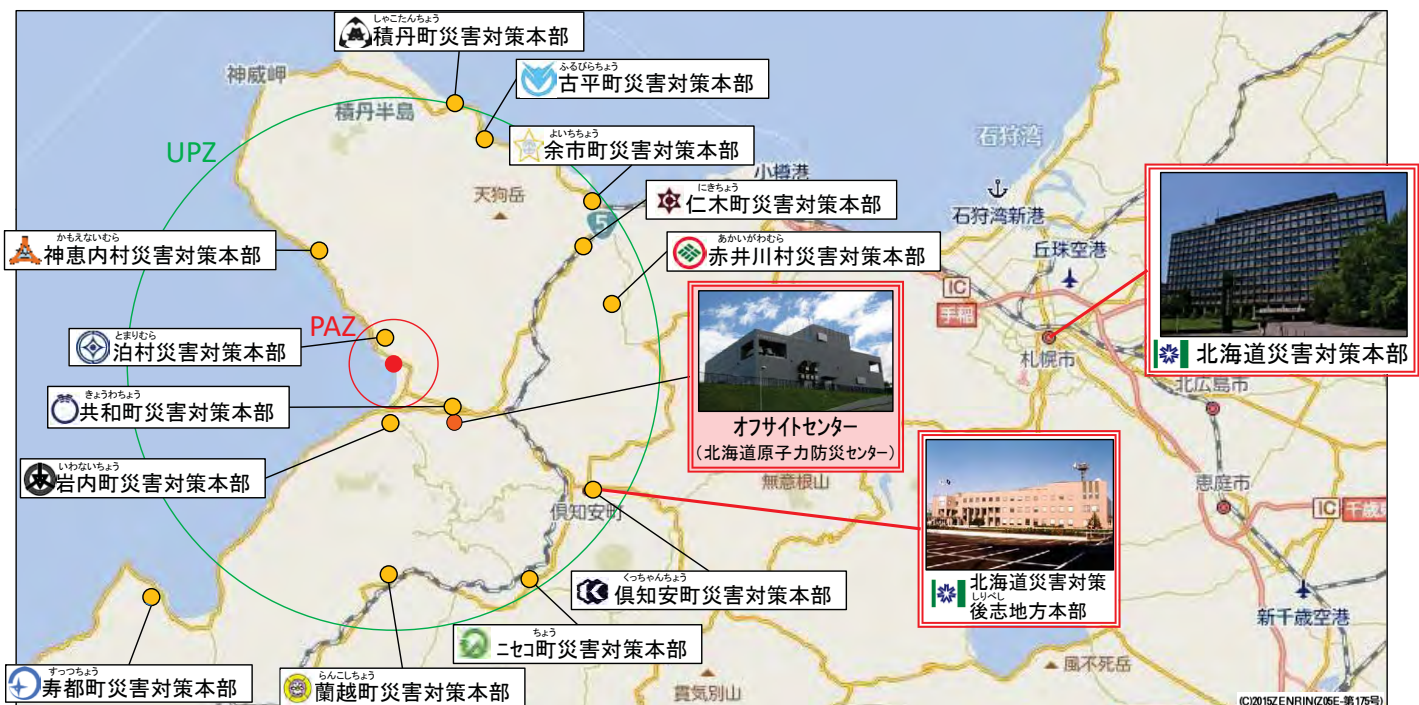 しゃこたんちょう
積丹町災害対策本部
神威岬
ふるびらちょう
古平町災害対策本部
積丹半島
UPZ
よいちちょう
余市町災害対策本部
石狩湾
小樽港
天狗岳
にきちょう
仁木町災害対策本部
5
石狩湾新港
丘珠空港
かもえないむら
神恵内村災害対策本部
あかいがわむら
赤井川村災害対策本部
IC
手稲
札幌市
北海道災害対策本部
北広島市
PAZ
とまりむら
泊村災害対策本部
きょうわちょう
共和町災害対策本部
オフサイトセンター
(北海道原子力防災センター)
いわないちょう
岩内町災害対策本部
無意根山
恵庭市
IC
千歳
倶知安町
くっちゃんちょう
倶知安町災害対策本部
北海道災害対策
しりべし
後志地方本部
新千歳空港
ちょう
ニセコ町災害対策本部
風不死岳
すっつちょう
寿都町災害対策本部
らんこしちょう
蘭越町災害対策本部
貫気別山
(C)2015ZENRIN(Z05E-第175号)